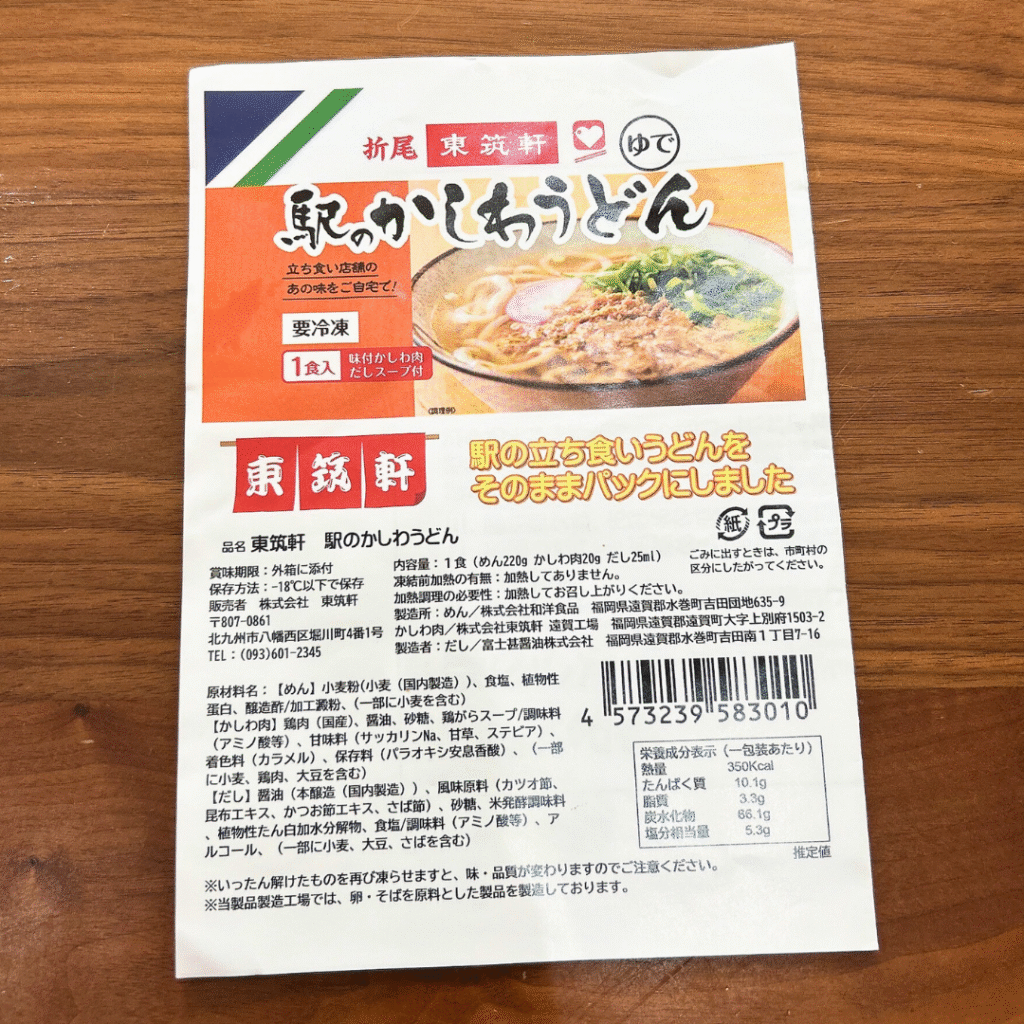 折尾 東筑軒 ゆで
駅のかしわうどん
立ち食い店舗の
あの味をご自宅で!
要冷凍
1食入 味付かしわ肉
だしスープ付
(調理例)
東筑軒
駅の立ち食いうどんを
そのままパックにしました
紙 プラ
ごみに出すときは、市町村の
区分にしたがってください。
品名 東筑軒 駅のかしわうどん
賞味期限：外箱に添付
保存方法：-18℃以下で保存
販売者 株式会社 東筑軒
〒807-0861
北九州市八幡西区堀川町4番1号
TEL：(093)601-2345
内容量：1食（めん220g かしわ肉20g だし25ml）
凍結前加熱の有無：加熱してありません。
加熱調理の必要性：加熱してお召し上がりください。
製造所：めん／株式会社和洋食品 福岡県遠賀郡水巻町吉田団地635-9
かしわ肉／株式会社東筑軒 遠賀工場 福岡県遠賀郡遠賀町大字上別府1503-2
製造者：だし／富士甚醤油株式会社 福岡県遠賀郡水巻町吉田南1丁目7-16
原材料名：【めん】小麦粉(小麦（国内製造）)、食塩、植物性
蛋白、醸造酢/加工澱粉、（一部に小麦を含む）
【かしわ肉】鶏肉（国産）、醤油、砂糖、鶏がらスープ/調味料
（アミノ酸等）、甘味料（サッカリンNa、甘草、ステビア）、
着色料（カラメル）、保存料（パラオキシ安息香酸）、（一部
に小麦、鶏肉、大豆を含む）
【だし】醤油（本醸造（国内製造））、風味原料（カツオ節、
昆布エキス、かつお節エキス、さば節）、砂糖、米発酵調味料
、植物性たん白加水分解物、食塩/調味料（アミノ酸等）、ア
ルコール、（一部に小麦、大豆、さばを含む）
4 573239 583010
栄養成分表示（一包装あたり）
熱量 350Kcal
たんぱく質 10.1g
脂質 3.3g
炭水化物 66.1g
塩分相当量 5.3g
推定値
※いったん解けたものを再び凍らせますと、味・品質が変わりますのでご注意ください。
※当製品製造工場では、卵・そばを原料とした製品を製造しております。